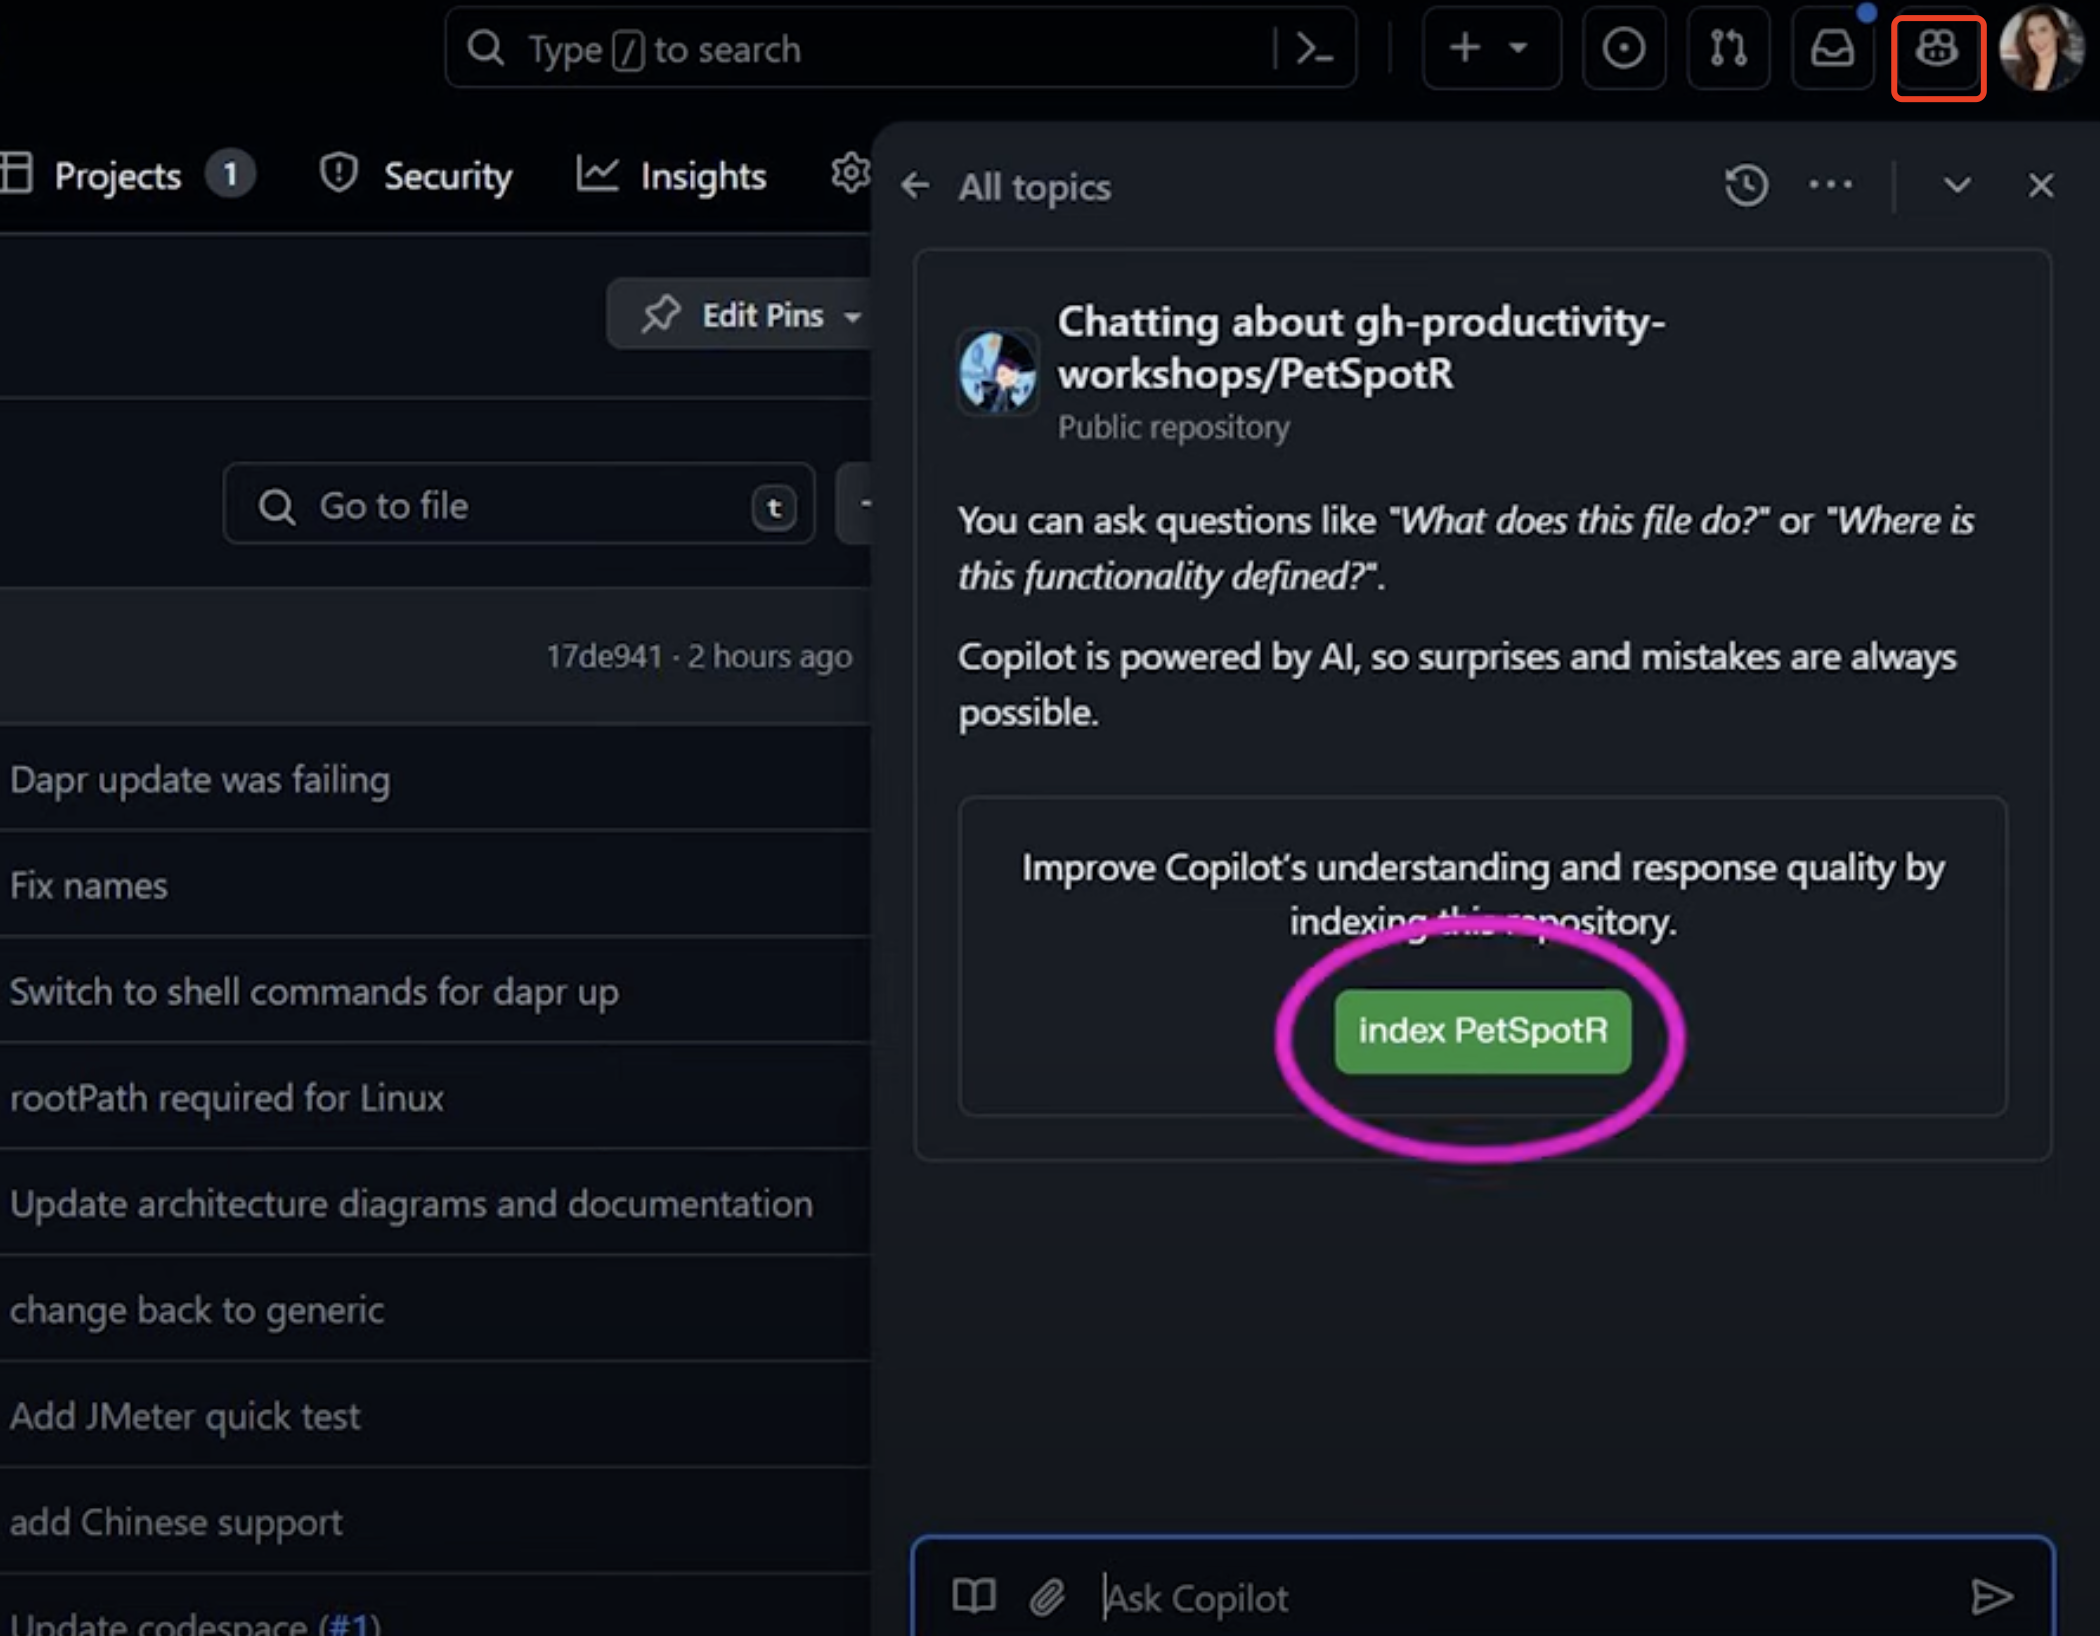 Type / to search
Projects 1 Security Insights
All topics
Edit Pins
Chatting about gh-productivity-
workshops/PetSpotR
Public repository
Go to file t
You can ask questions like "What does this file do?" or "Where is
this functionality defined?".
17de941 · 2 hours ago
Copilot is powered by AI, so surprises and mistakes are always
possible.
Dapr update was failing
Fix names
Switch to shell commands for dapr up
rootPath required for Linux
Update architecture diagrams and documentation
change back to generic
Add JMeter quick test
add Chinese support
Update codespace (#1)
Improve Copilot's understanding and response quality by
indexing this repository.
index PetSpotR
Ask Copilot